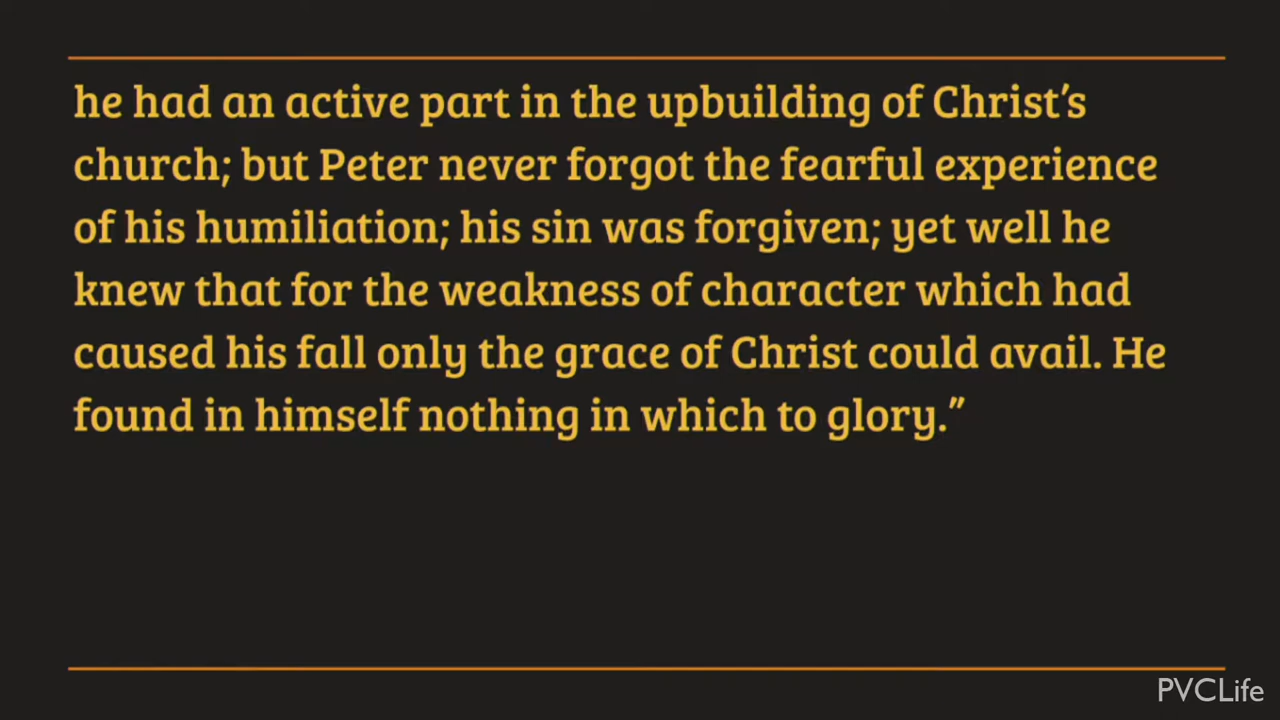 he had an active part in the upbuilding of Christ's
church; but Peter never forgot the fearful experience
of his humiliation; his sin was forgiven; yet well he
knew that for the weakness of character which had
caused his fall only the grace of Christ could avail. He
found in himself nothing in which to glory.”
PVCLife